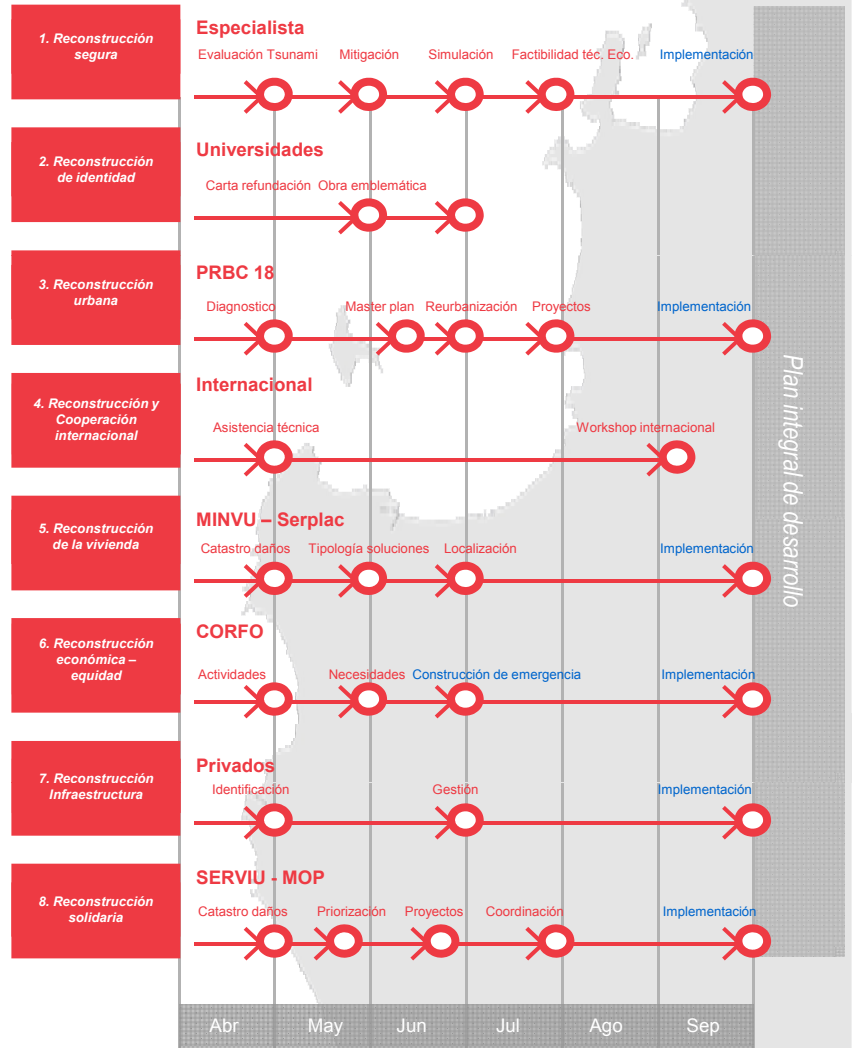 1. Reconstrucción
segura
Especialista
Evaluación Tsunami
Mitigación
Simulación
Factibilidad téc. Eco.
Implementación
2. Reconstrucción
de identidad
Universidades
Carta refundación
Obra emblemática
3. Reconstrucción
urbana
PRBC 18
Diagnostico
Master plan
Reurbanización
Proyectos
Implementación
4. Reconstrucción y
Cooperación
internacional
Internacional
Asistencia técnica
Workshop internacional
5. Reconstrucción
de la vivienda
MINVU – Serplac
Catastro daños
Tipología soluciones
Localización
Implementación
6. Reconstrucción
económica –
equidad
CORFO
Actividades
Necesidades
Construcción de emergencia
Implementación
7. Reconstrucción
Infraestructura
Privados
Identificación
Gestión
Implementación
8. Reconstrucción
solidaria
SERVIU - MOP
Catastro daños
Priorización
Proyectos
Coordinación
Implementación
Plan integral de desarrollo
Abr
May
Jun
Jul
Ago
Sep